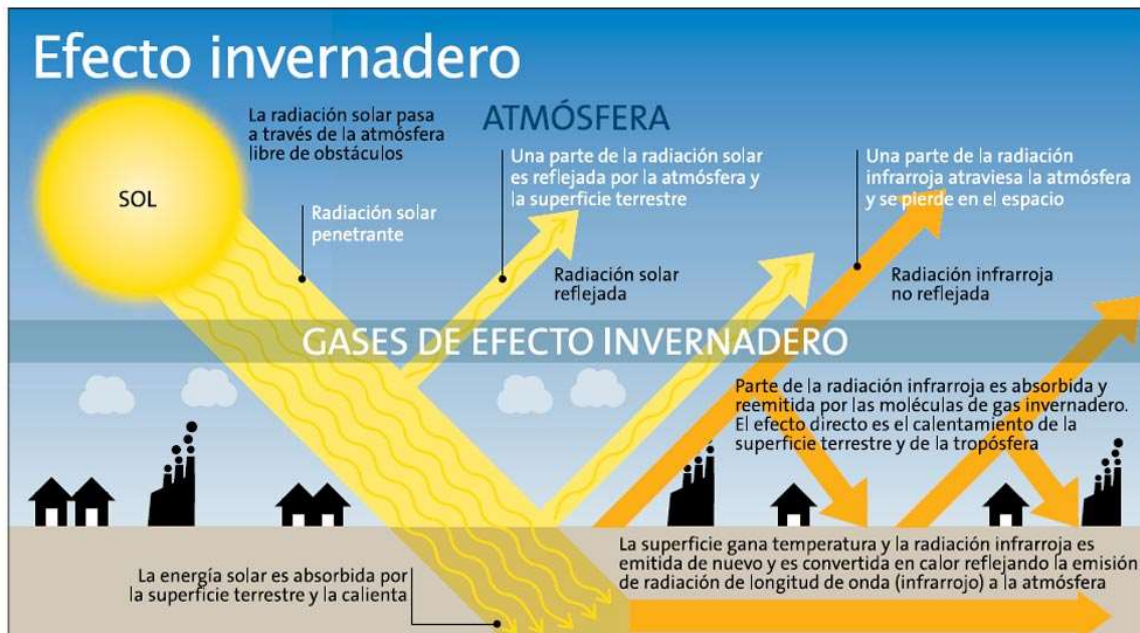 Efecto invernadero
SOL
La radiación solar pasa
a través de la atmósfera
libre de obstáculos
Radiación solar
penetrante
ATMÓSFERA
Una parte de la radiación solar
es reflejada por la atmósfera y
la superficie terrestre
Radiación solar
reflejada
Una parte de la radiación
infrarroja atraviesa la atmósfera
y se pierde en el espacio
Radiación infrarroja
no reflejada
GASES DE EFECTO INVERNADERO
Parte de la radiación infrarroja es absorbida y
reemitida por las moléculas de gas invernadero.
El efecto directo es el calentamiento de la
superficie terrestre y de la tropósfera
La energía solar es absorbida por
la superficie terrestre y la calienta
La superficie gana temperatura y la radiación infrarroja es
emitida de nuevo y es convertida en calor reflejando la emisión
de radiación de longitud de onda (infrarrojo) a la atmósfera